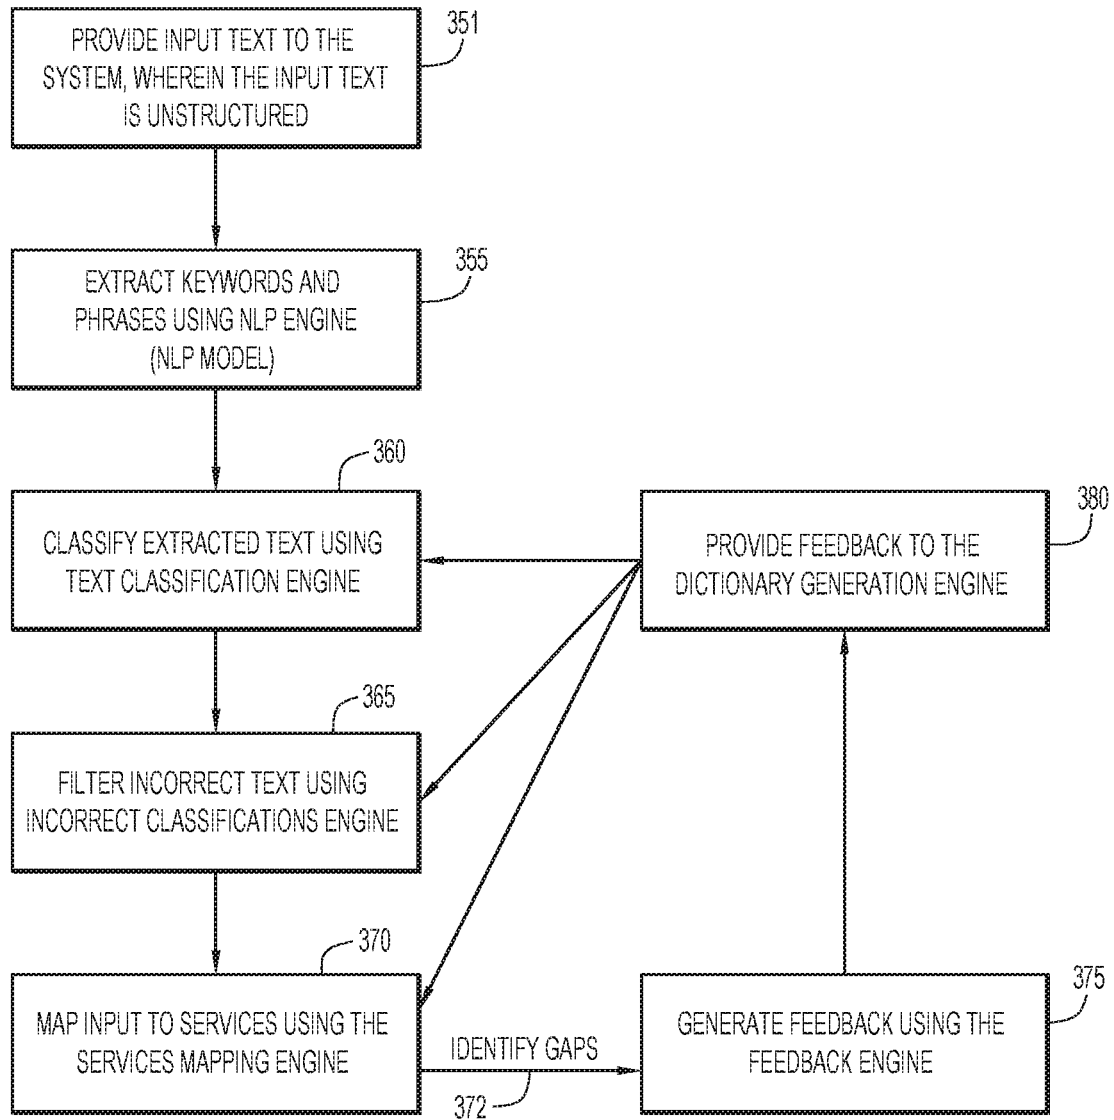 PROVIDE INPUT TEXT TO THE
SYSTEM, WHEREIN THE INPUT TEXT
IS UNSTRUCTURED
351
EXTRACT KEYWORDS AND
PHRASES USING NLP ENGINE
(NLP MODEL)
355
360
CLASSIFY EXTRACTED TEXT USING
TEXT CLASSIFICATION ENGINE
380
PROVIDE FEEDBACK TO THE
DICTIONARY GENERATION ENGINE
365
FILTER INCORRECT TEXT USING
INCORRECT CLASSIFICATIONS ENGINE
370
MAP INPUT TO SERVICES USING THE
SERVICES MAPPING ENGINE
IDENTIFY GAPS
372
375
GENERATE FEEDBACK USING THE
FEEDBACK ENGINE